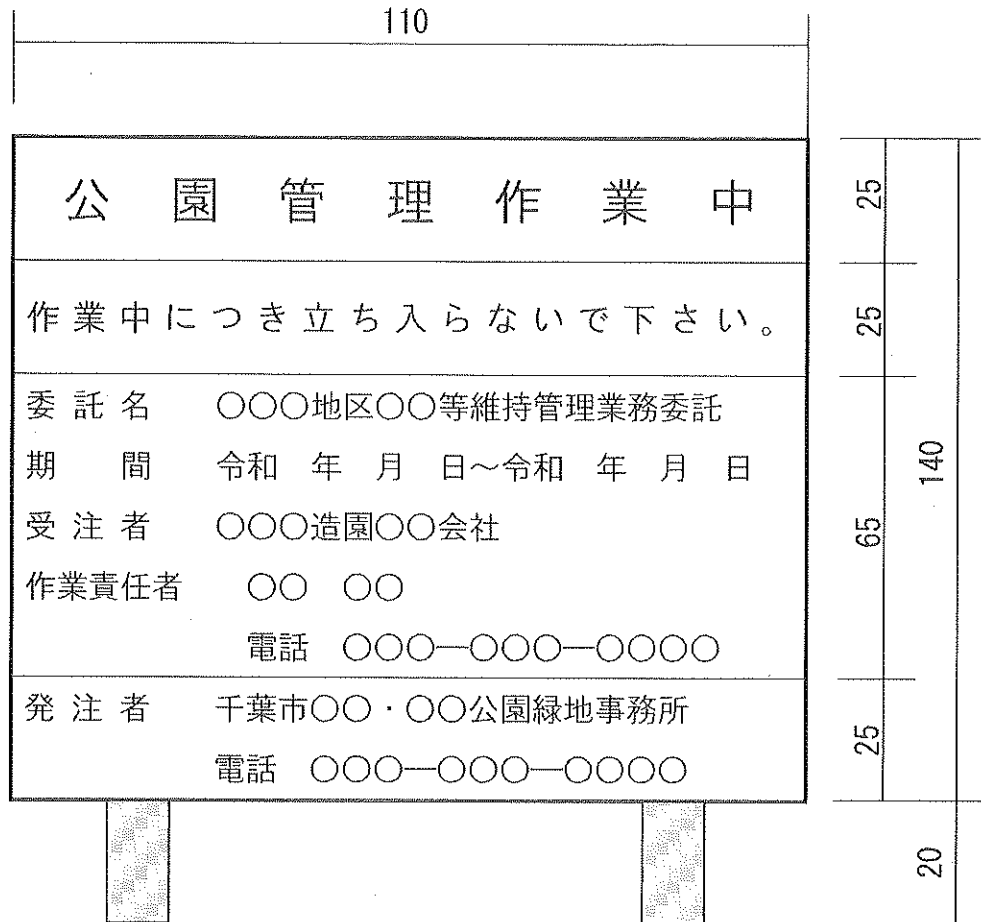 110
公園管理作業中
25
作業中につき立ち入らないで下さい。
25
委託名 ○○○地区○○等維持管理業務委託
期間 令和 年 月 日~令和 年 月 日
140
受注者 ○○○造園○○会社
65
作業責任者 ○○ ○○
電話 ○○○―○○○―○○○○
発注者 千葉市○○・○○公園緑地事務所
25
電話 ○○○―○○○―○○○○
20